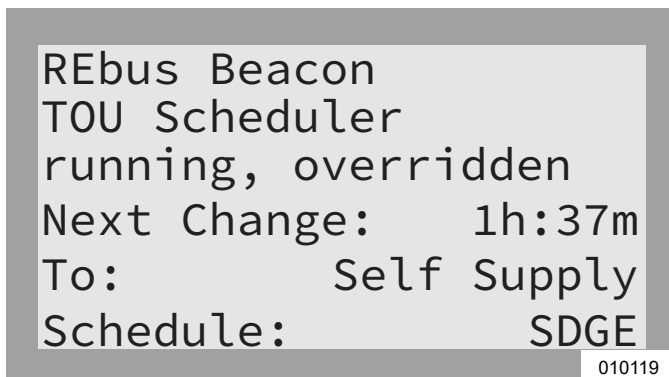 REbus Beacon
TOU Scheduler
running, overridden
Next Change: 1h:37m
To: Self Supply
Schedule: SDGE
010119